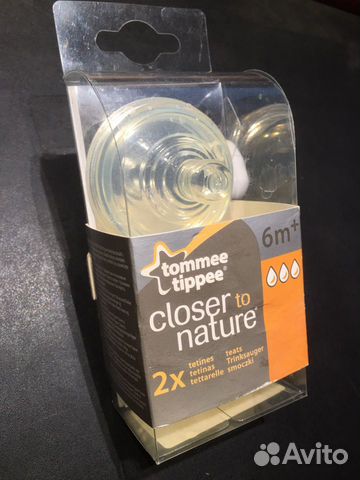 tommee
tippee®
closer to
nature®
2x
tetines teats
tetinas Trinksauger
tettarelle smoczki
6m+
Avito